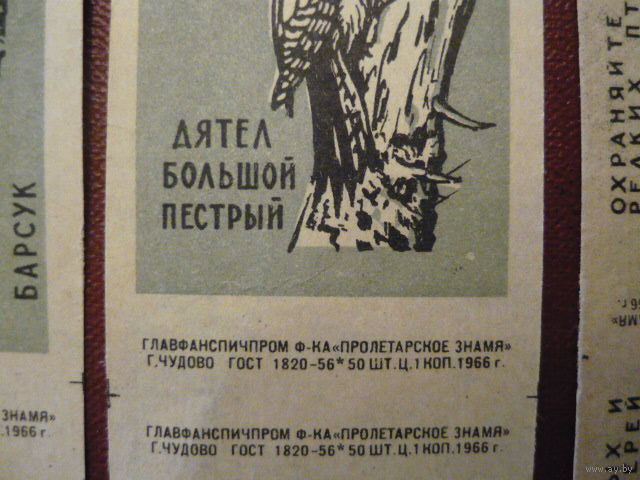 ДЯТЕЛ
БОЛЬШОЙ
ПЕСТРЫЙ
ГЛАВФАНСПИЧПРОМ Ф-КА«ПРОЛЕТАРСКОЕ ЗНАМЯ»
Г.ЧУДОВО ГОСТ 1820-56* 50 ШТ.Ц.1 КОП.1966 г.
ГЛАВФАНСПИЧПРОМ Ф-КА«ПРОЛЕТАРСКОЕ ЗНАМЯ»
Г.ЧУДОВО ГОСТ 1820-56* 50 ШТ.Ц.1 КОП.1966 г.
БАРСУК
ЗНАМЯ»
.1966 г.
ОХРАНЯЙТЕ
www.ay.by